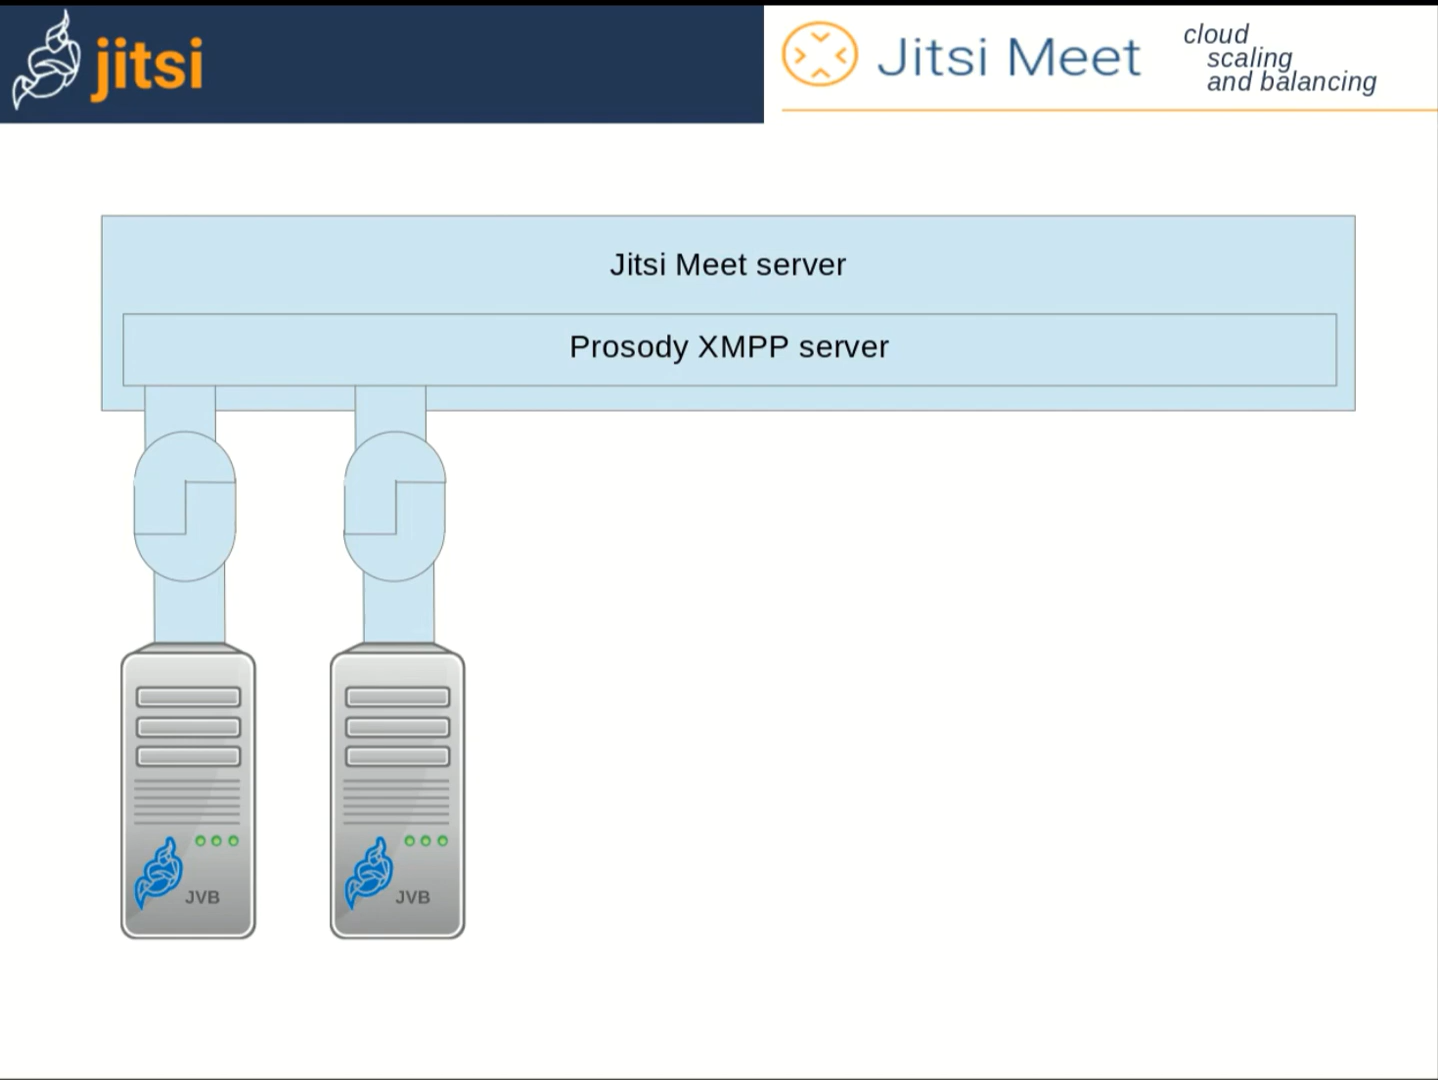 jitsi
Jitsi Meet
cloud
scaling
and balancing
Jitsi Meet server
Prosody XMPP server
JVB
JVB